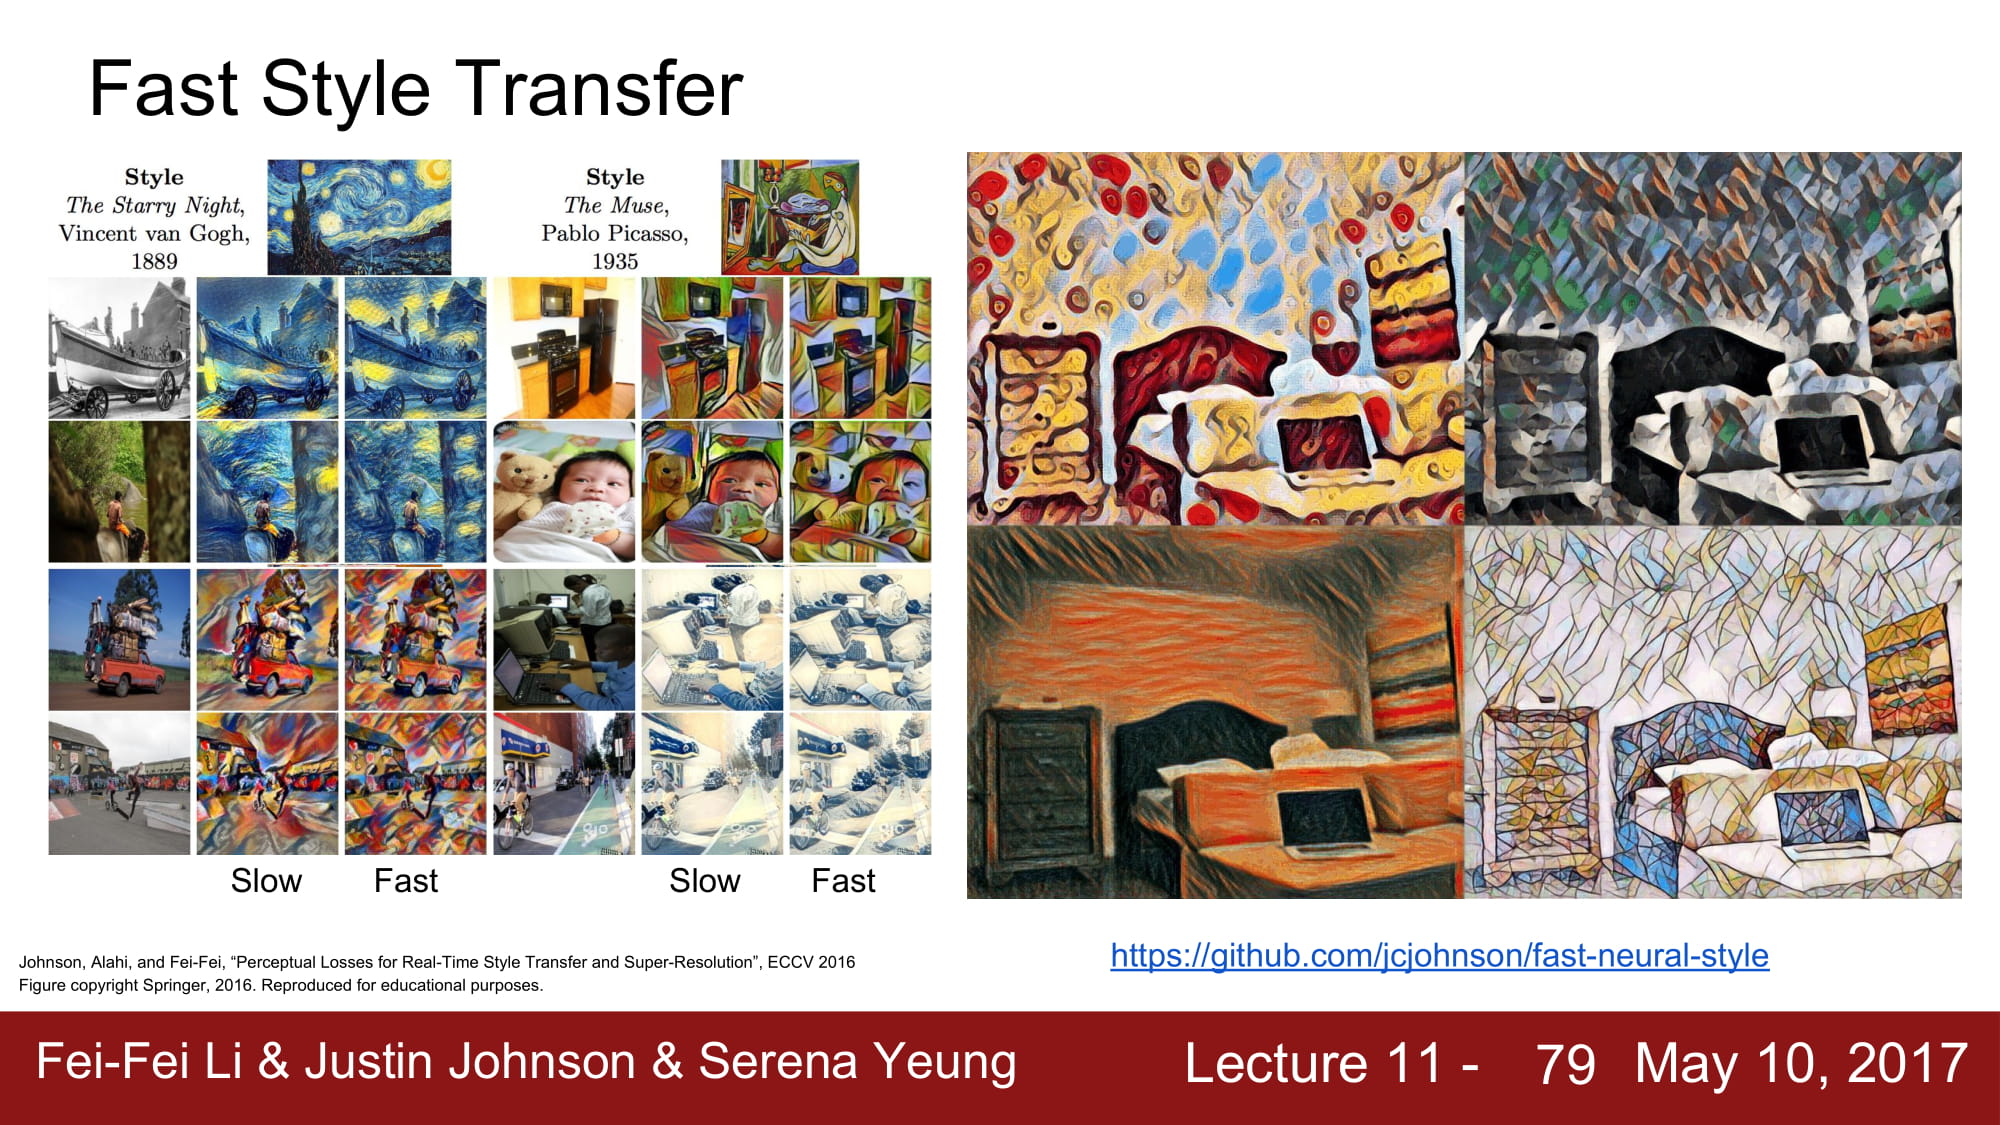 Fast Style Transfer
Style
The Starry Night,
Vincent van Gogh,
1889
Style
The Muse,
Pablo Picasso,
1935
Slow Fast Slow Fast
Johnson, Alahi, and Fei-Fei, “Perceptual Losses for Real-Time Style Transfer and Super-Resolution”, ECCV 2016
Figure copyright Springer, 2016. Reproduced for educational purposes.
https://github.com/jcjohnson/fast-neural-style
Fei-Fei Li & Justin Johnson & Serena Yeung Lecture 11 - 79 May 10, 2017